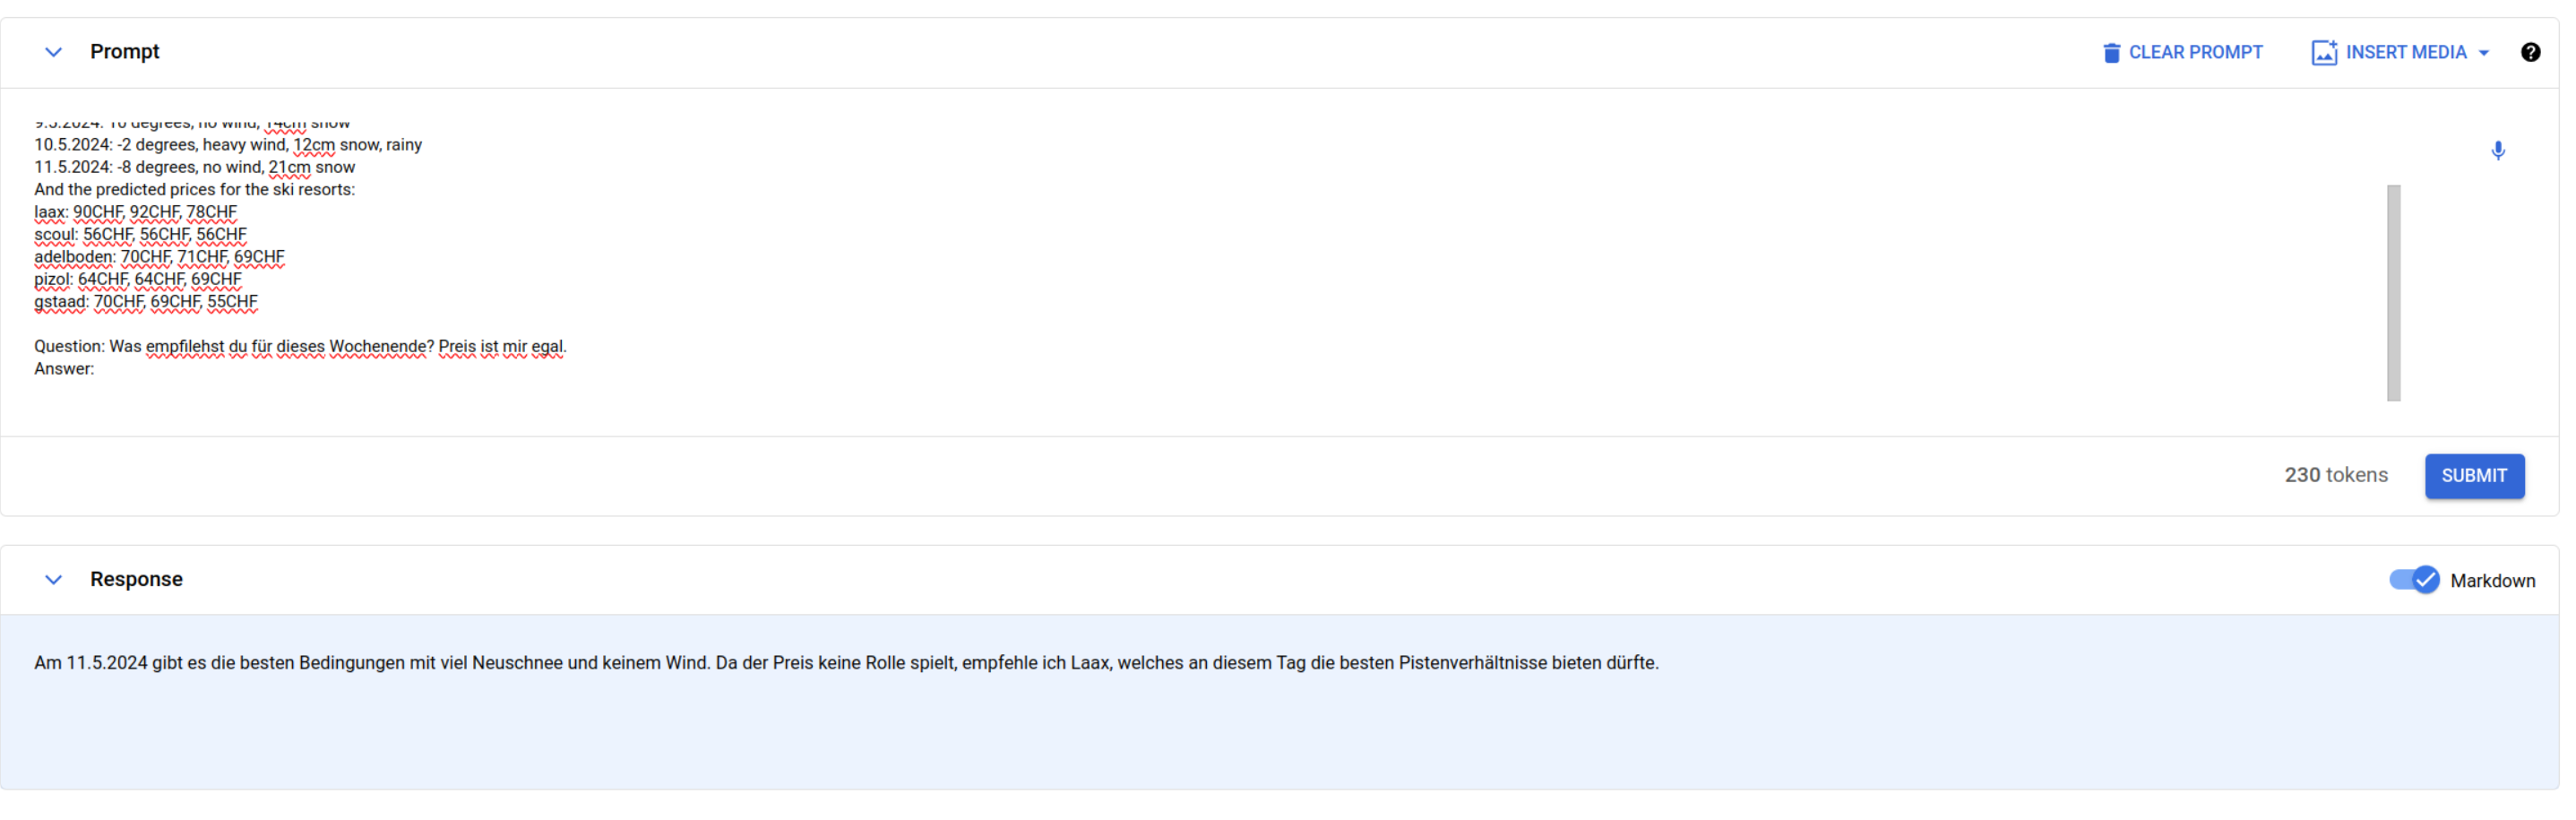 Prompt
CLEAR PROMPT
INSERT MEDIA
9.5.2024: 10 degrees, no wind, 14cm snow
10.5.2024: -2 degrees, heavy wind, 12cm snow, rainy
11.5.2024: -8 degrees, no wind, 21cm snow
And the predicted prices for the ski resorts:
laax: 90CHF, 92CHF, 78CHF
scoul: 56CHF, 56CHF, 56CHF
adelboden: 70CHF, 71CHF, 69CHF
pizol: 64CHF, 64CHF, 69CHF
gstaad: 70CHF, 69CHF, 55CHF
Question: Was empfilehst du für dieses Wochenende? Preis ist mir egal.
Answer:
230 tokens
SUBMIT
Response
Markdown
Am 11.5.2024 gibt es die besten Bedingungen mit viel Neuschnee und keinem Wind. Da der Preis keine Rolle spielt, empfehle ich Laax, welches an diesem Tag die besten Pistenverhältnisse bieten dürfte.